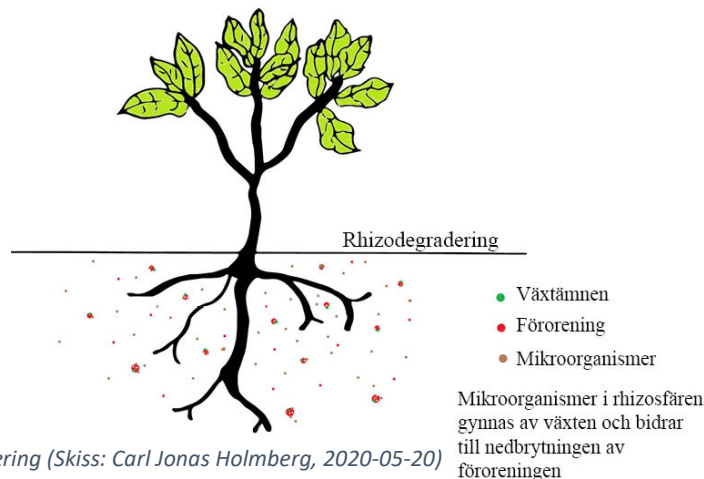 Rhizodegradering
Växtämnen
Förorening
Mikroorganismer
Mikroorganismer i rhizosfären
gynnas av växten och bidrar
till nedbrytningen av
föroreningen
ering (Skiss: Carl Jonas Holmberg, 2020-05-20)